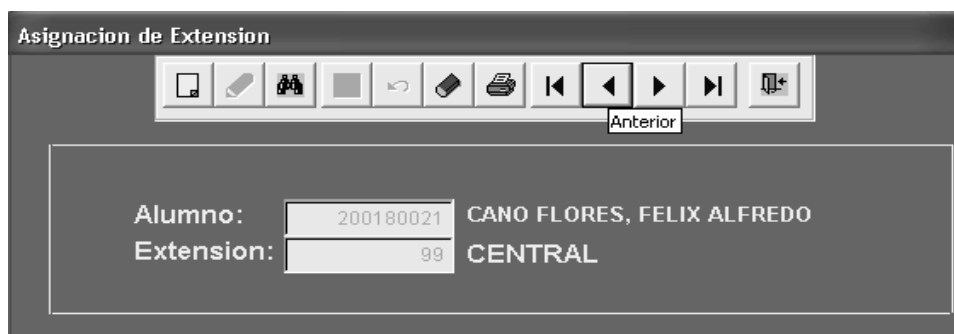 Asignacion de Extension
Anterior
Alumno: 200180021 CANO FLORES, FELIX ALFREDO
Extension: 99 CENTRAL